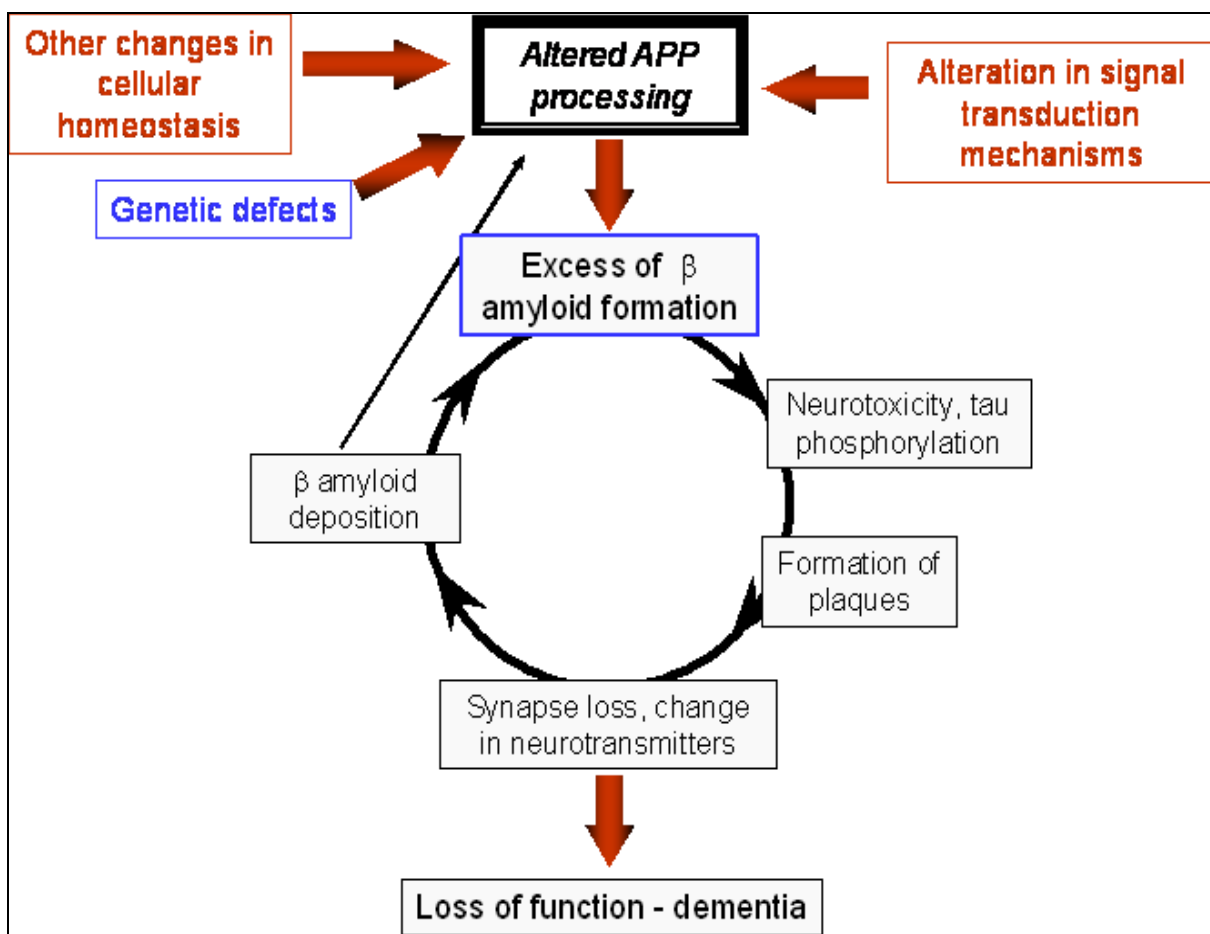 Other changes in
cellular
homeostasis
Altered APP
processing
Alteration in signal
transduction
mechanisms
Genetic defects
Excess of β
amyloid formation
Neurotoxicity, tau
phosphorylation
β amyloid
deposition
Formation of
plaques
Synapse loss, change
in neurotransmitters
Loss of function - dementia